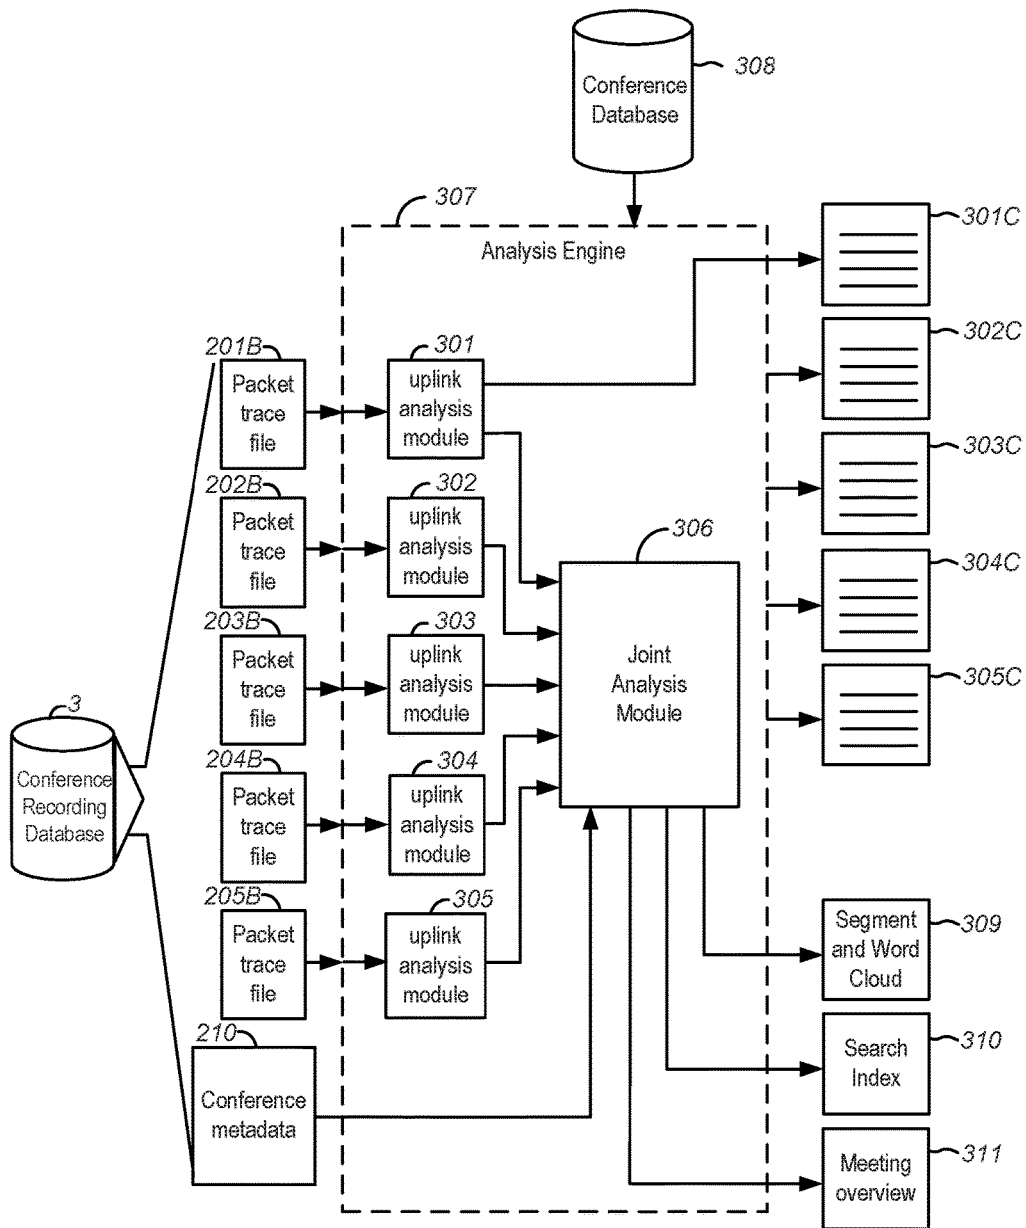 308
Conference
Database
307
Analysis Engine
301C
302C
303C
304C
305C
201B
Packet
trace
file
301
uplink
analysis
module
202B
Packet
trace
file
302
uplink
analysis
module
306
Joint
Analysis
Module
203B
Packet
trace
file
303
uplink
analysis
module
3
Conference
Recording
Database
204B
Packet
trace
file
304
uplink
analysis
module
205B
Packet
trace
file
305
uplink
analysis
module
210
Conference
metadata
309
Segment
and Word
Cloud
310
Search
Index
311
Meeting
overview